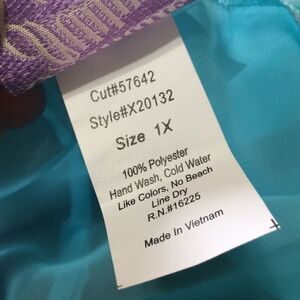 Cut#57642
Style#X20132
Size 1X
100% Polyester
Hand Wash, Cold Water
Like Colors, No Beach
Line Dry
R.N.#16225
Made In Vietnam